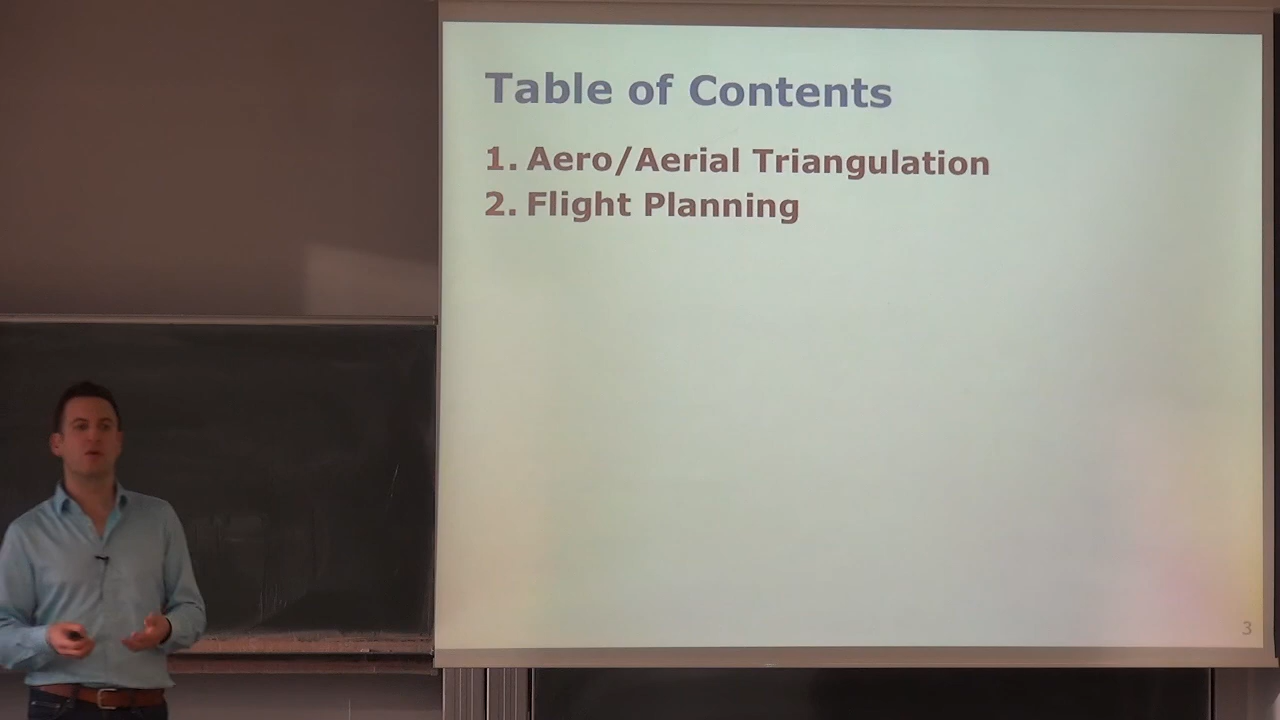 Table of Contents
1. Aero/Aerial Triangulation
2. Flight Planning
3